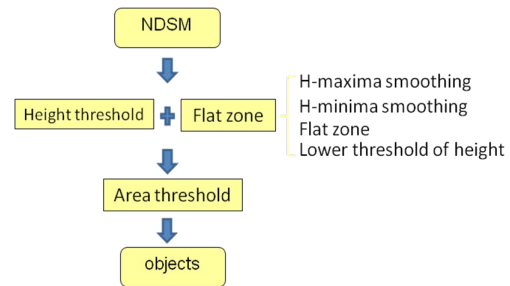 NDSM
Height threshold
Flat zone
H-maxima smoothing
H-minima smoothing
Flat zone
Lower threshold of height
Area threshold
objects